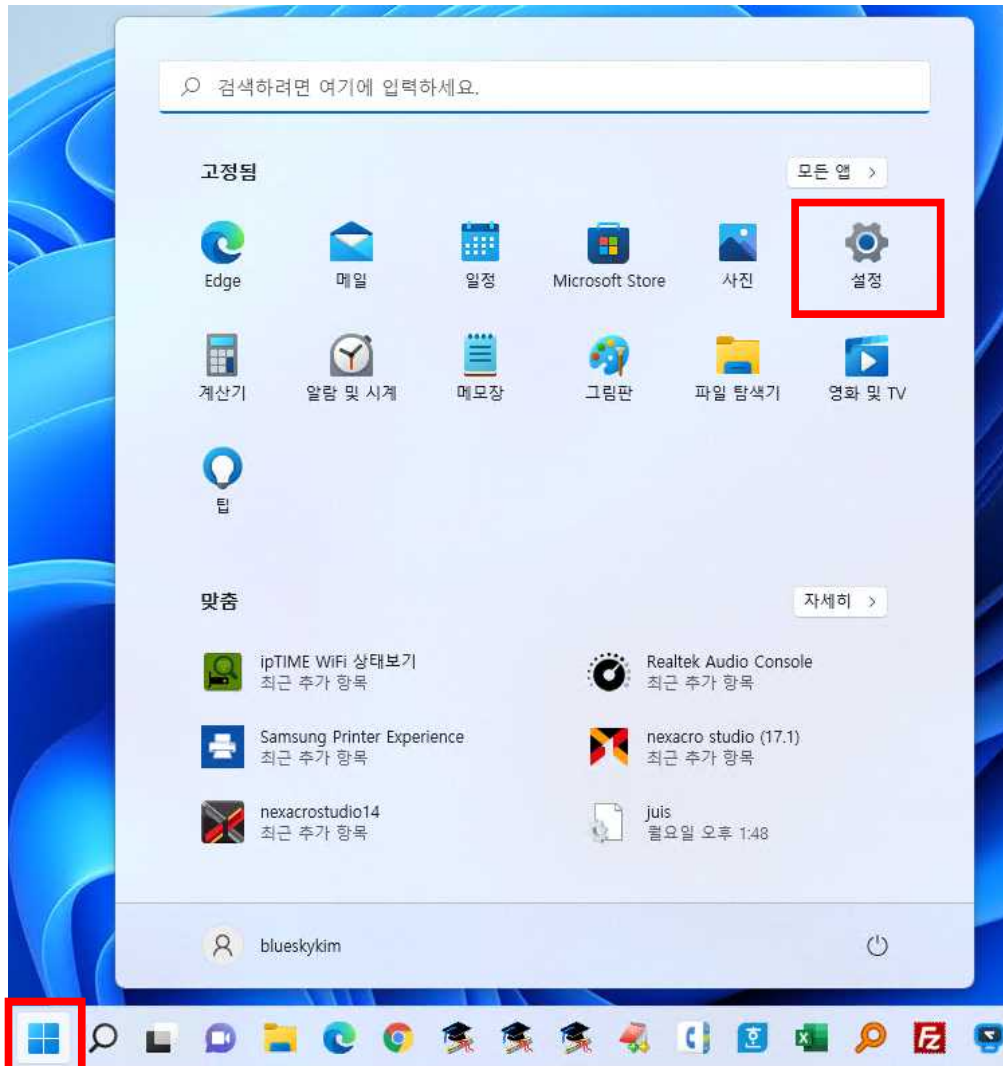 검색하려면 여기에 입력하세요.
고정됨
모든 앱 >
Edge
메일
일정
Microsoft Store
사진
설정
계산기
알람 및 시계
메모장
그림판
파일 탐색기
영화 및 TV
팁
맞춤
자세히 >
ipTIME WiFi 상태보기
최근 추가 항목
Realtek Audio Console
최근 추가 항목
Samsung Printer Experience
최근 추가 항목
nexacro studio (17.1)
최근 추가 항목
nexacrostudio14
최근 추가 항목
juis
월요일 오후 1:48
blueskykim